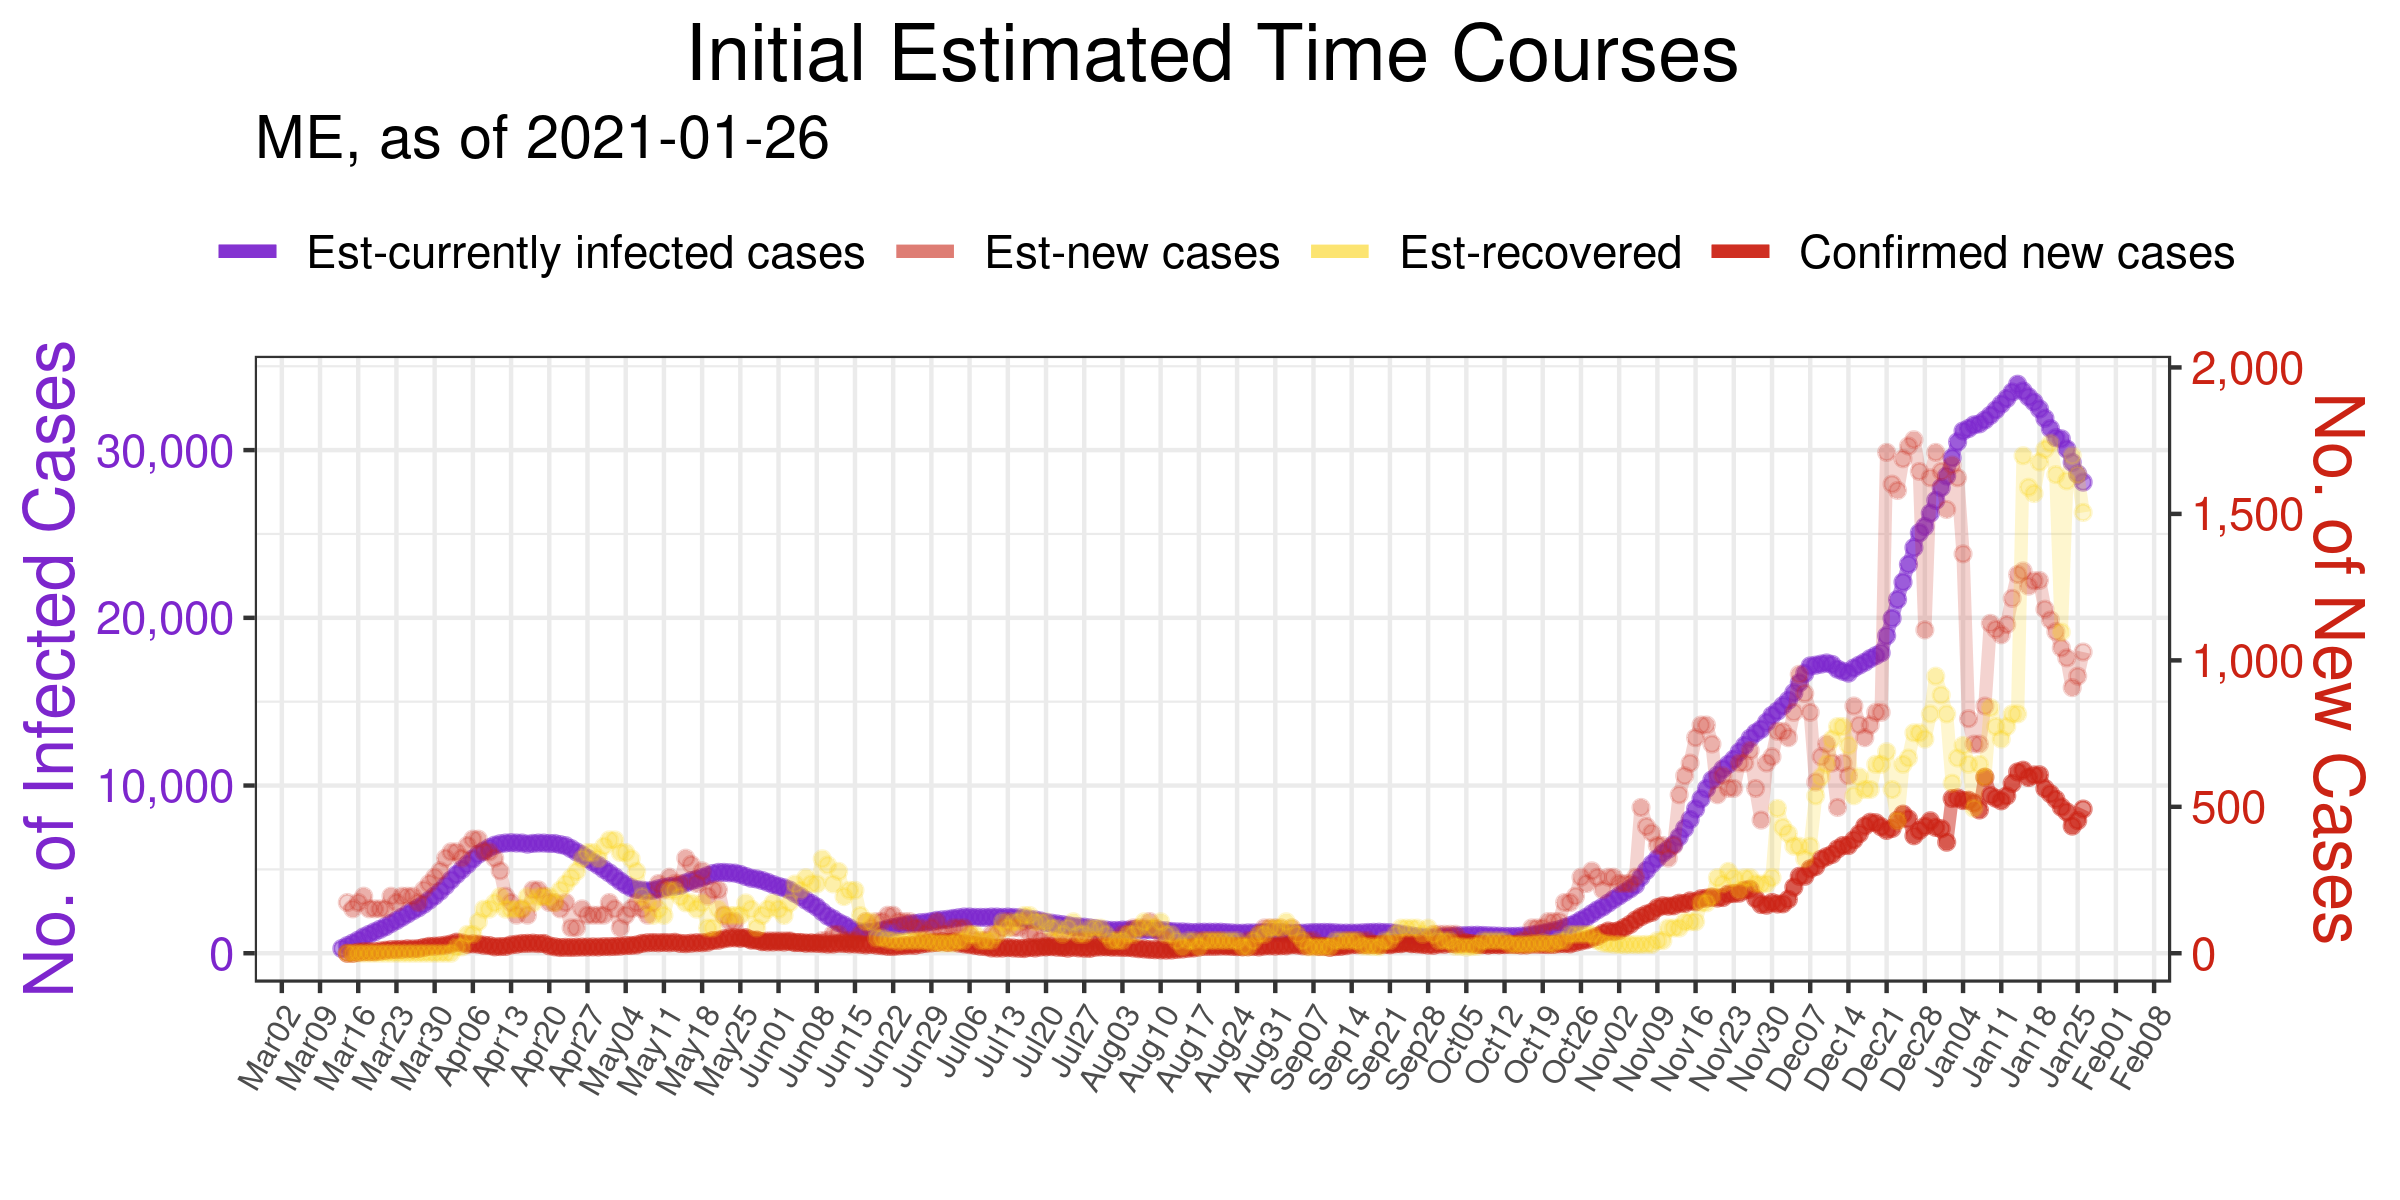 Initial Estimated Time Courses
ME, as of 2021-01-26
Est-currently infected cases Est-new cases Est-recovered Confirmed new cases
No. of Infected Cases
30,000
20,000
10,000
0
2,000
1,500
1,000
500
0
No. of New Cases
Mar02 Mar09 Mar16 Mar23 Mar30 Apr06 Apr13 Apr20 Apr27 May04 May11 May18 May25 Jun01 Jun08 Jun15 Jun22 Jun29 Jul06 Jul13 Jul20 Jul27 Aug03 Aug10 Aug17 Aug24 Aug31 Sep07 Sep14 Sep21 Sep28 Oct05 Oct12 Oct19 Oct26 Nov02 Nov09 Nov16 Nov23 Nov30 Dec07 Dec14 Dec21 Dec28 Jan04 Jan11 Jan18 Jan25 Feb01 Feb08